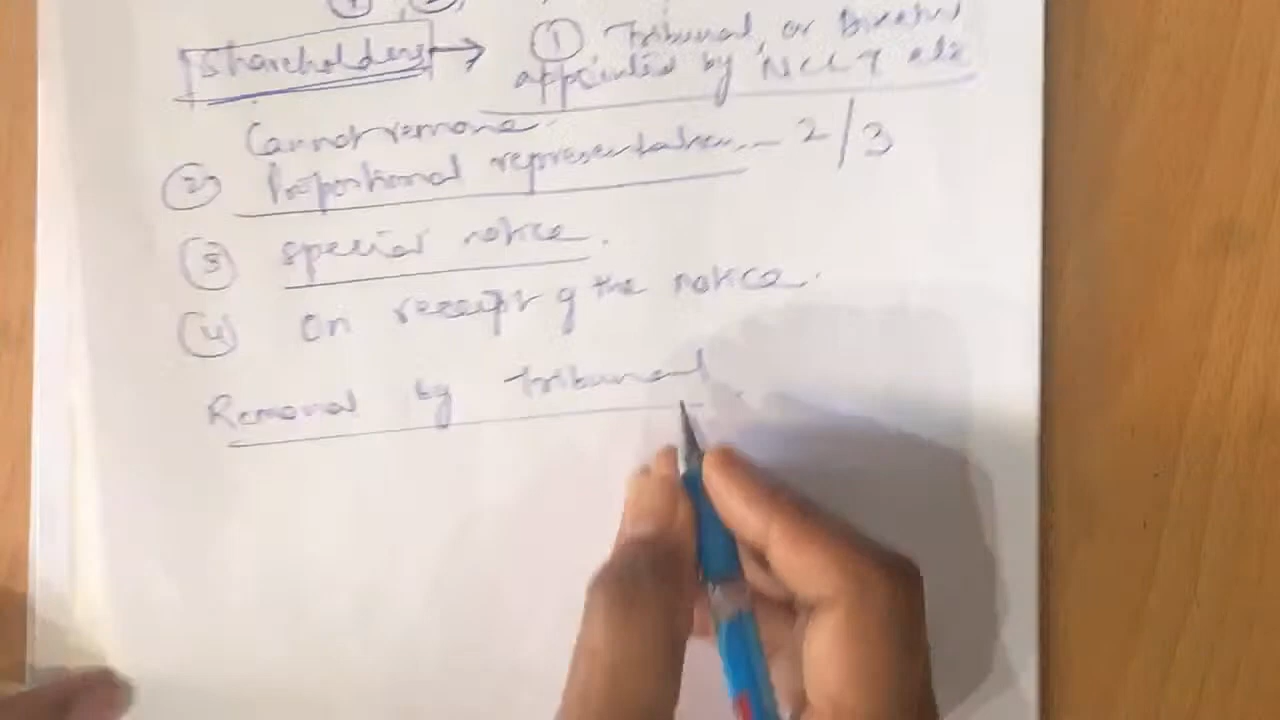 Shareholders → ① Tribunal, or Director
appointed by NCLT
Cannot remove.
② Proportional representation - 2/3
③ special notice.
④ On receipt of the notice.
Removal by Tribunal